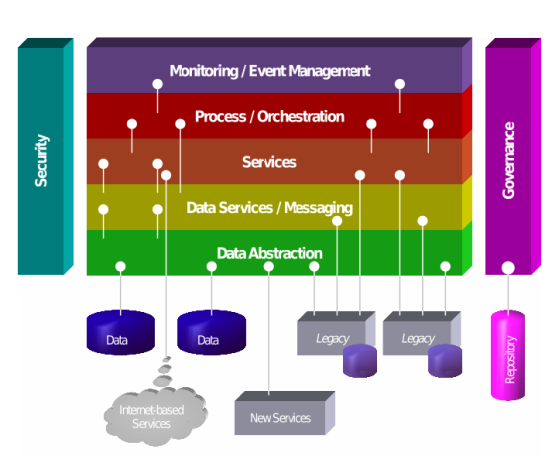 Monitoring / Event Management
Process / Orchestration
Services
Data Services / Messaging
Data Abstraction
Security
Governance
Data
Data
Legacy
Legacy
Repository
Internet-based
Services
New Services